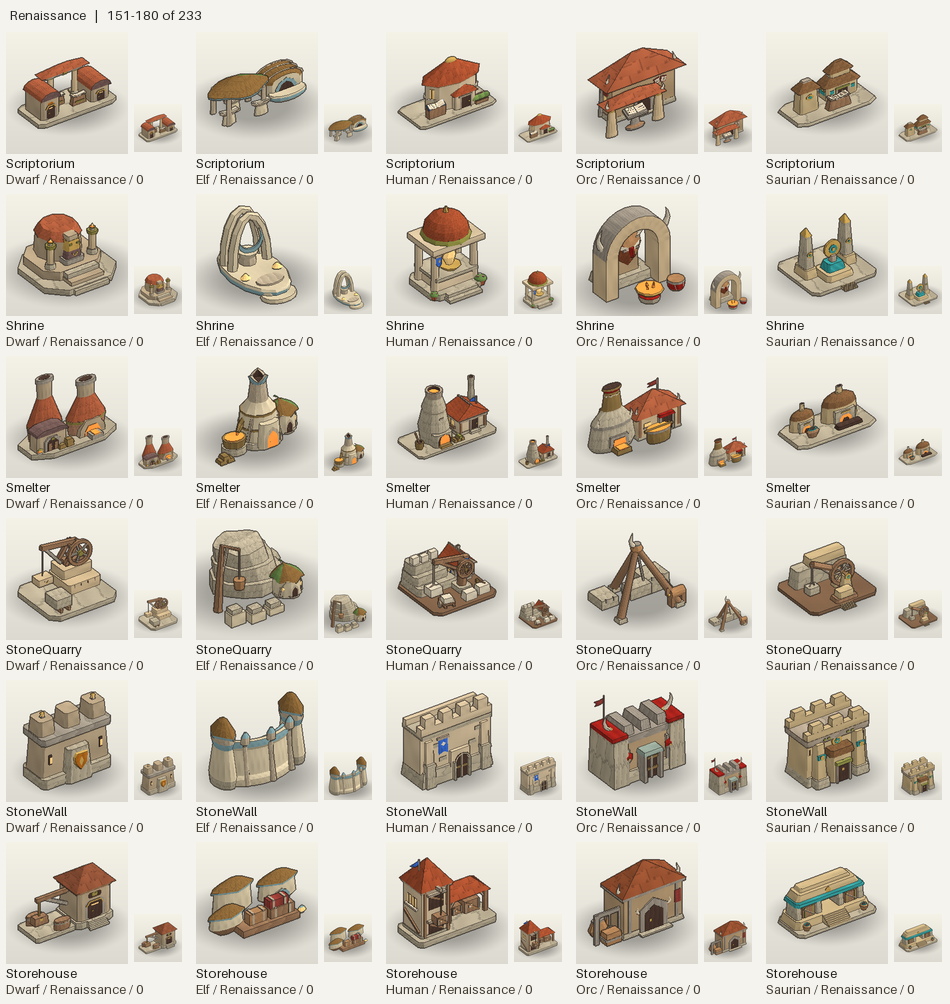 Renaissance | 151-180 of 233
Scriptorium Scriptorium Scriptorium Scriptorium Scriptorium
Dwarf / Renaissance / 0 Elf / Renaissance / 0 Human / Renaissance / 0 Orc / Renaissance / 0 Saurian / Renaissance / 0
Shrine Shrine Shrine Shrine Shrine
Dwarf / Renaissance / 0 Elf / Renaissance / 0 Human / Renaissance / 0 Orc / Renaissance / 0 Saurian / Renaissance / 0
Smelter Smelter Smelter Smelter Smelter
Dwarf / Renaissance / 0 Elf / Renaissance / 0 Human / Renaissance / 0 Orc / Renaissance / 0 Saurian / Renaissance / 0
StoneQuarry StoneQuarry StoneQuarry StoneQuarry StoneQuarry
Dwarf / Renaissance / 0 Elf / Renaissance / 0 Human / Renaissance / 0 Orc / Renaissance / 0 Saurian / Renaissance / 0
StoneWall StoneWall StoneWall StoneWall StoneWall
Dwarf / Renaissance / 0 Elf / Renaissance / 0 Human / Renaissance / 0 Orc / Renaissance / 0 Saurian / Renaissance / 0
Storehouse Storehouse Storehouse Storehouse Storehouse
Dwarf / Renaissance / 0 Elf / Renaissance / 0 Human / Renaissance / 0 Orc / Renaissance / 0 Saurian / Renaissance / 0